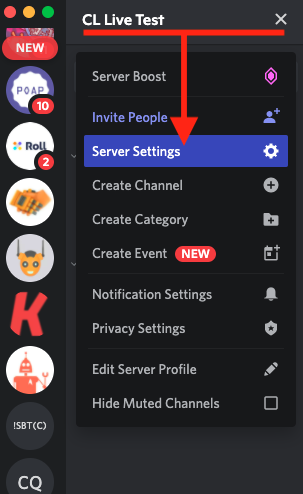 CL Live Test
NEW
POAP
10
Roll
2
!SBT(C)
CQ
Server Boost
Invite People
Server Settings
Create Channel
Create Category
Create Event NEW
Notification Settings
Privacy Settings
Edit Server Profile
Hide Muted Channels